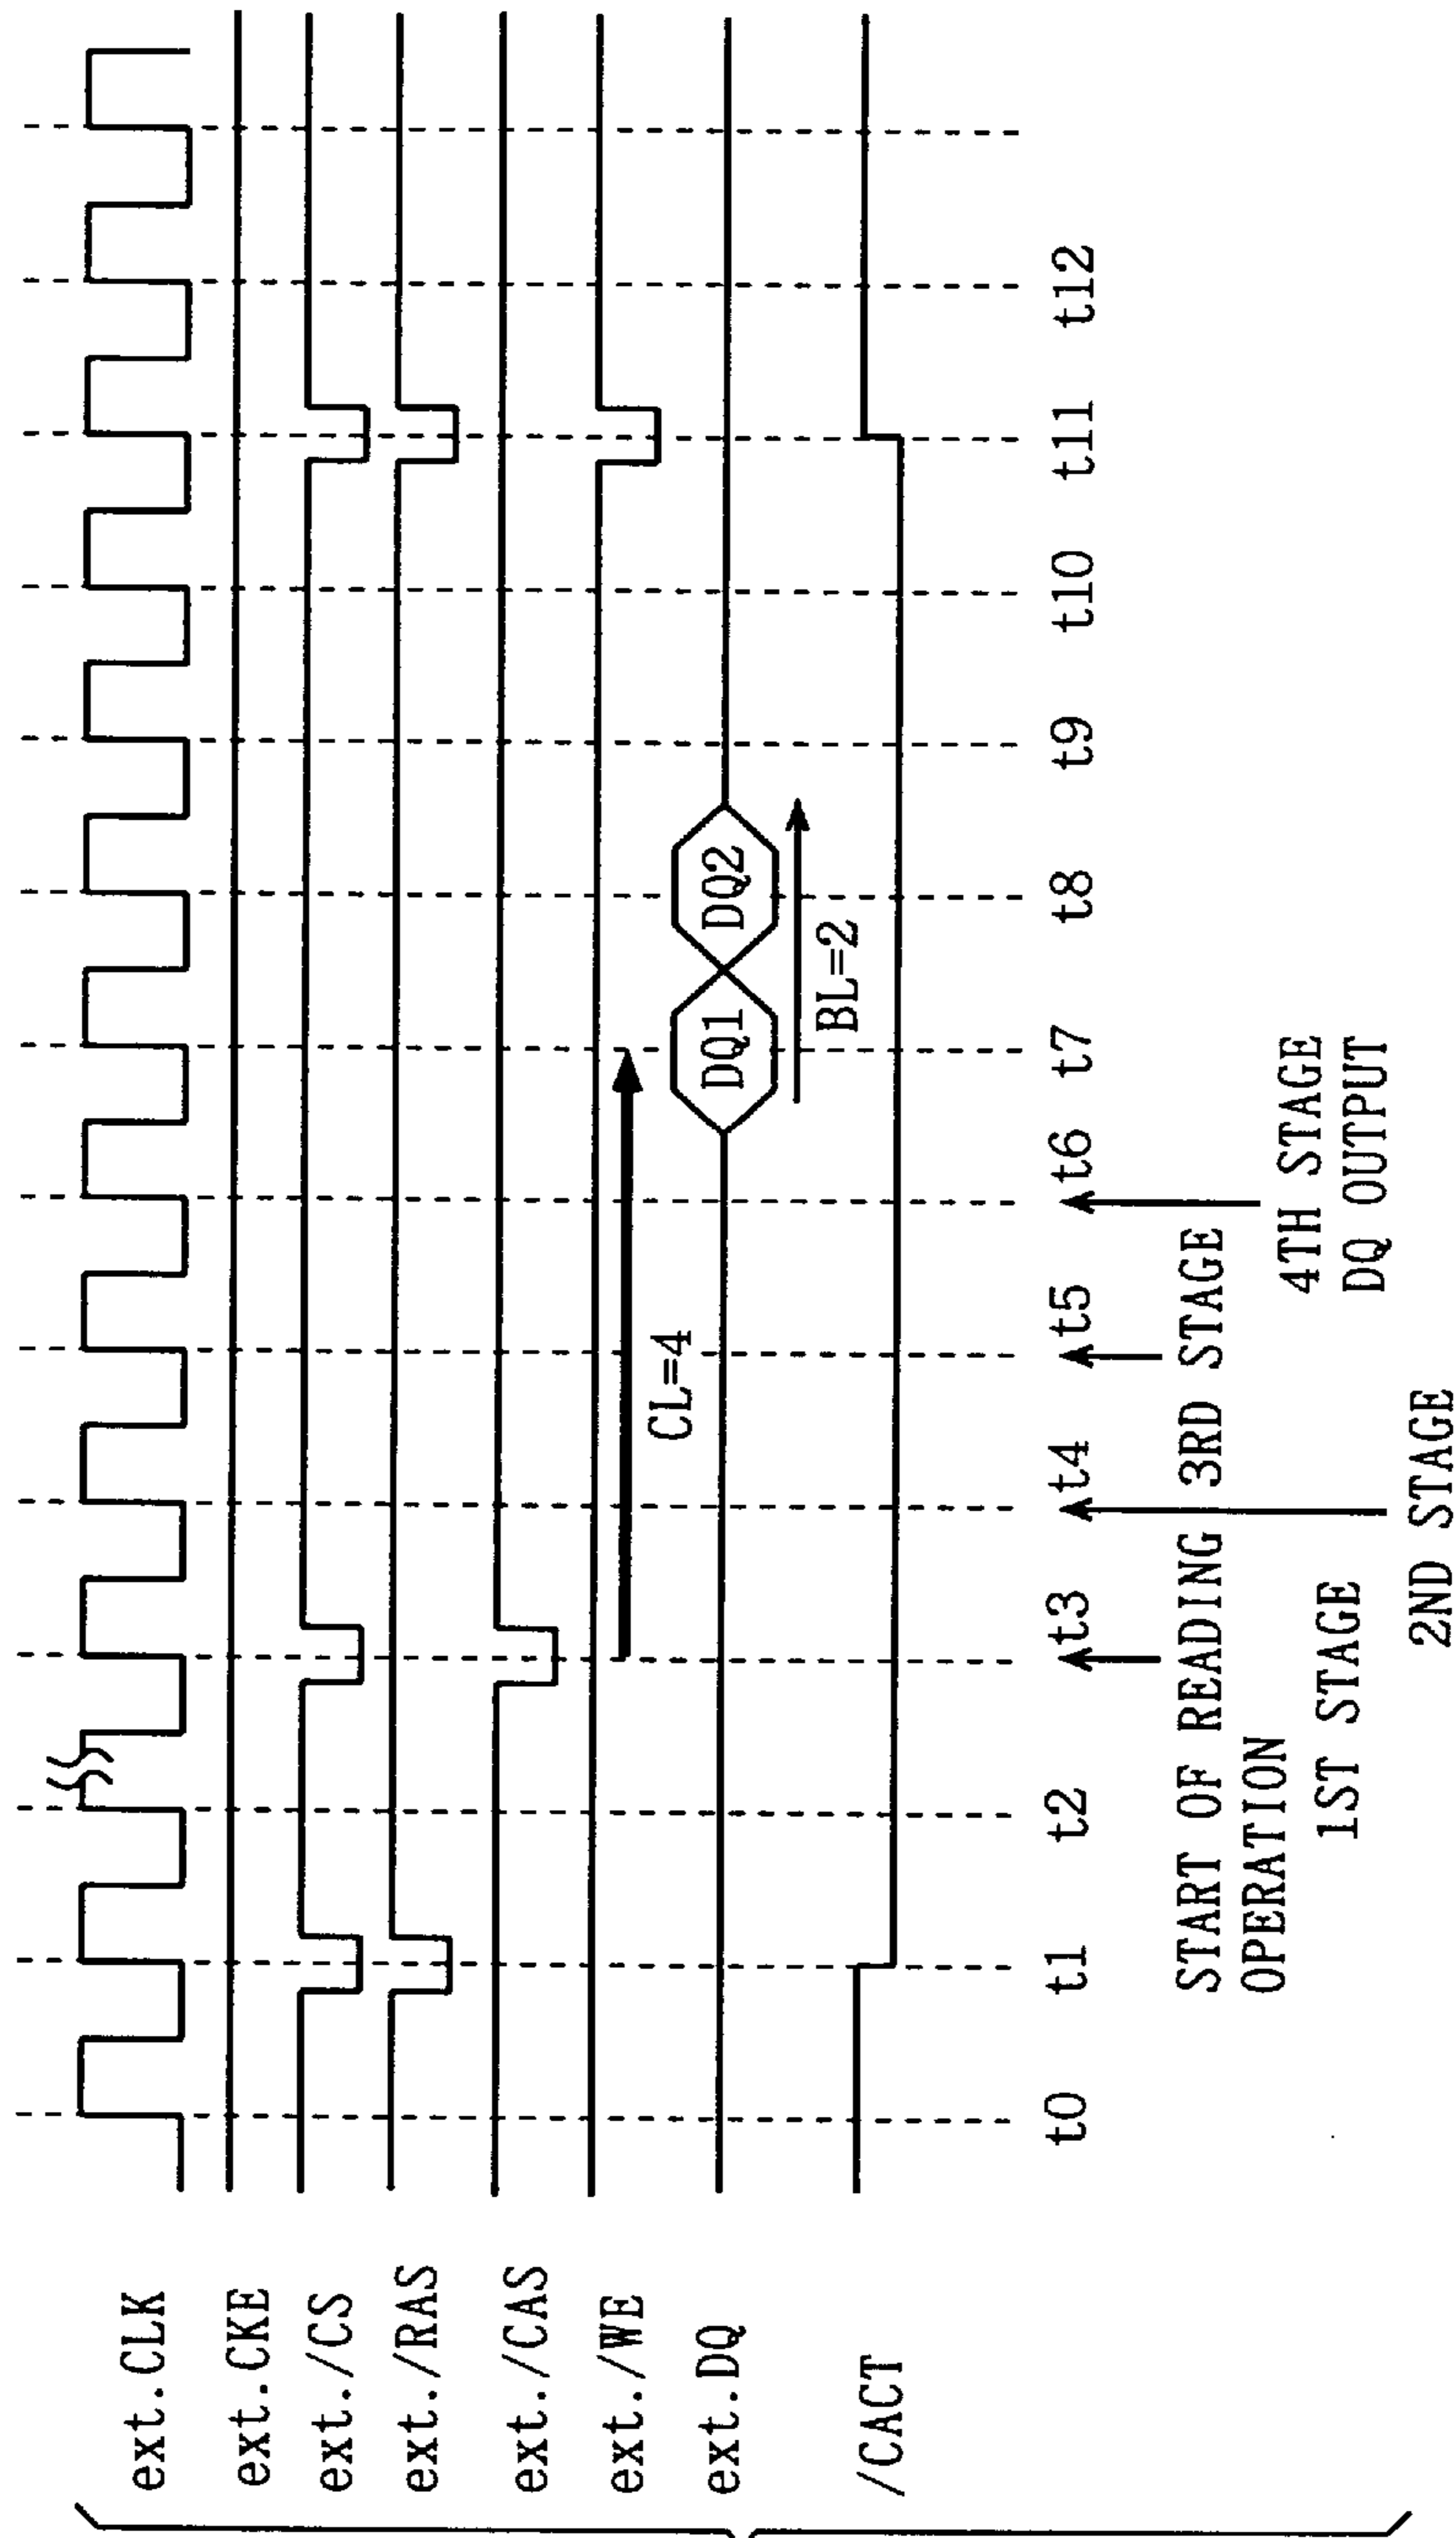 ext.CLK
ext.CKE
ext./CS
ext./RAS
ext./CAS
ext./WE
CL=4
ext.DQ
DQ1
DQ2
BL=2
/CACT
t0
t1
t2
t3
t4
t5
t6
t7
t8
t9
t10
t11
t12
START OF READING
OPERATION
1ST STAGE
2ND STAGE
3RD STAGE
4TH STAGE
DQ OUTPUT